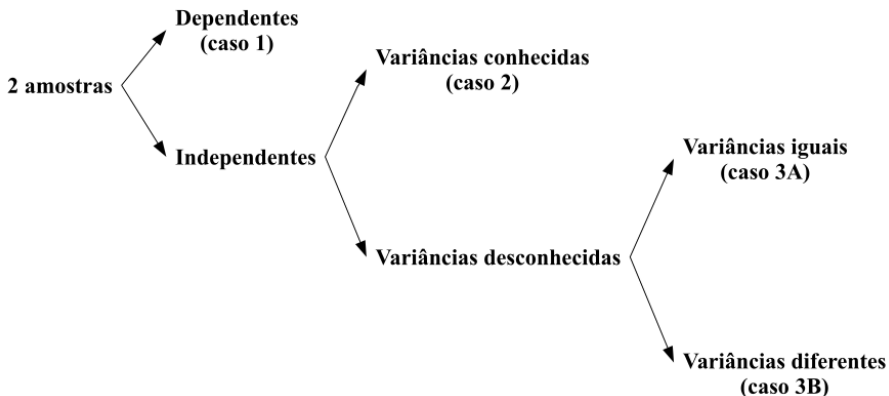 Dependentes
(caso 1)
2 amostras
Variâncias conhecidas
(caso 2)
Independentes
Variâncias iguais
(caso 3A)
Variâncias desconhecidas
Variâncias diferentes
(caso 3B)